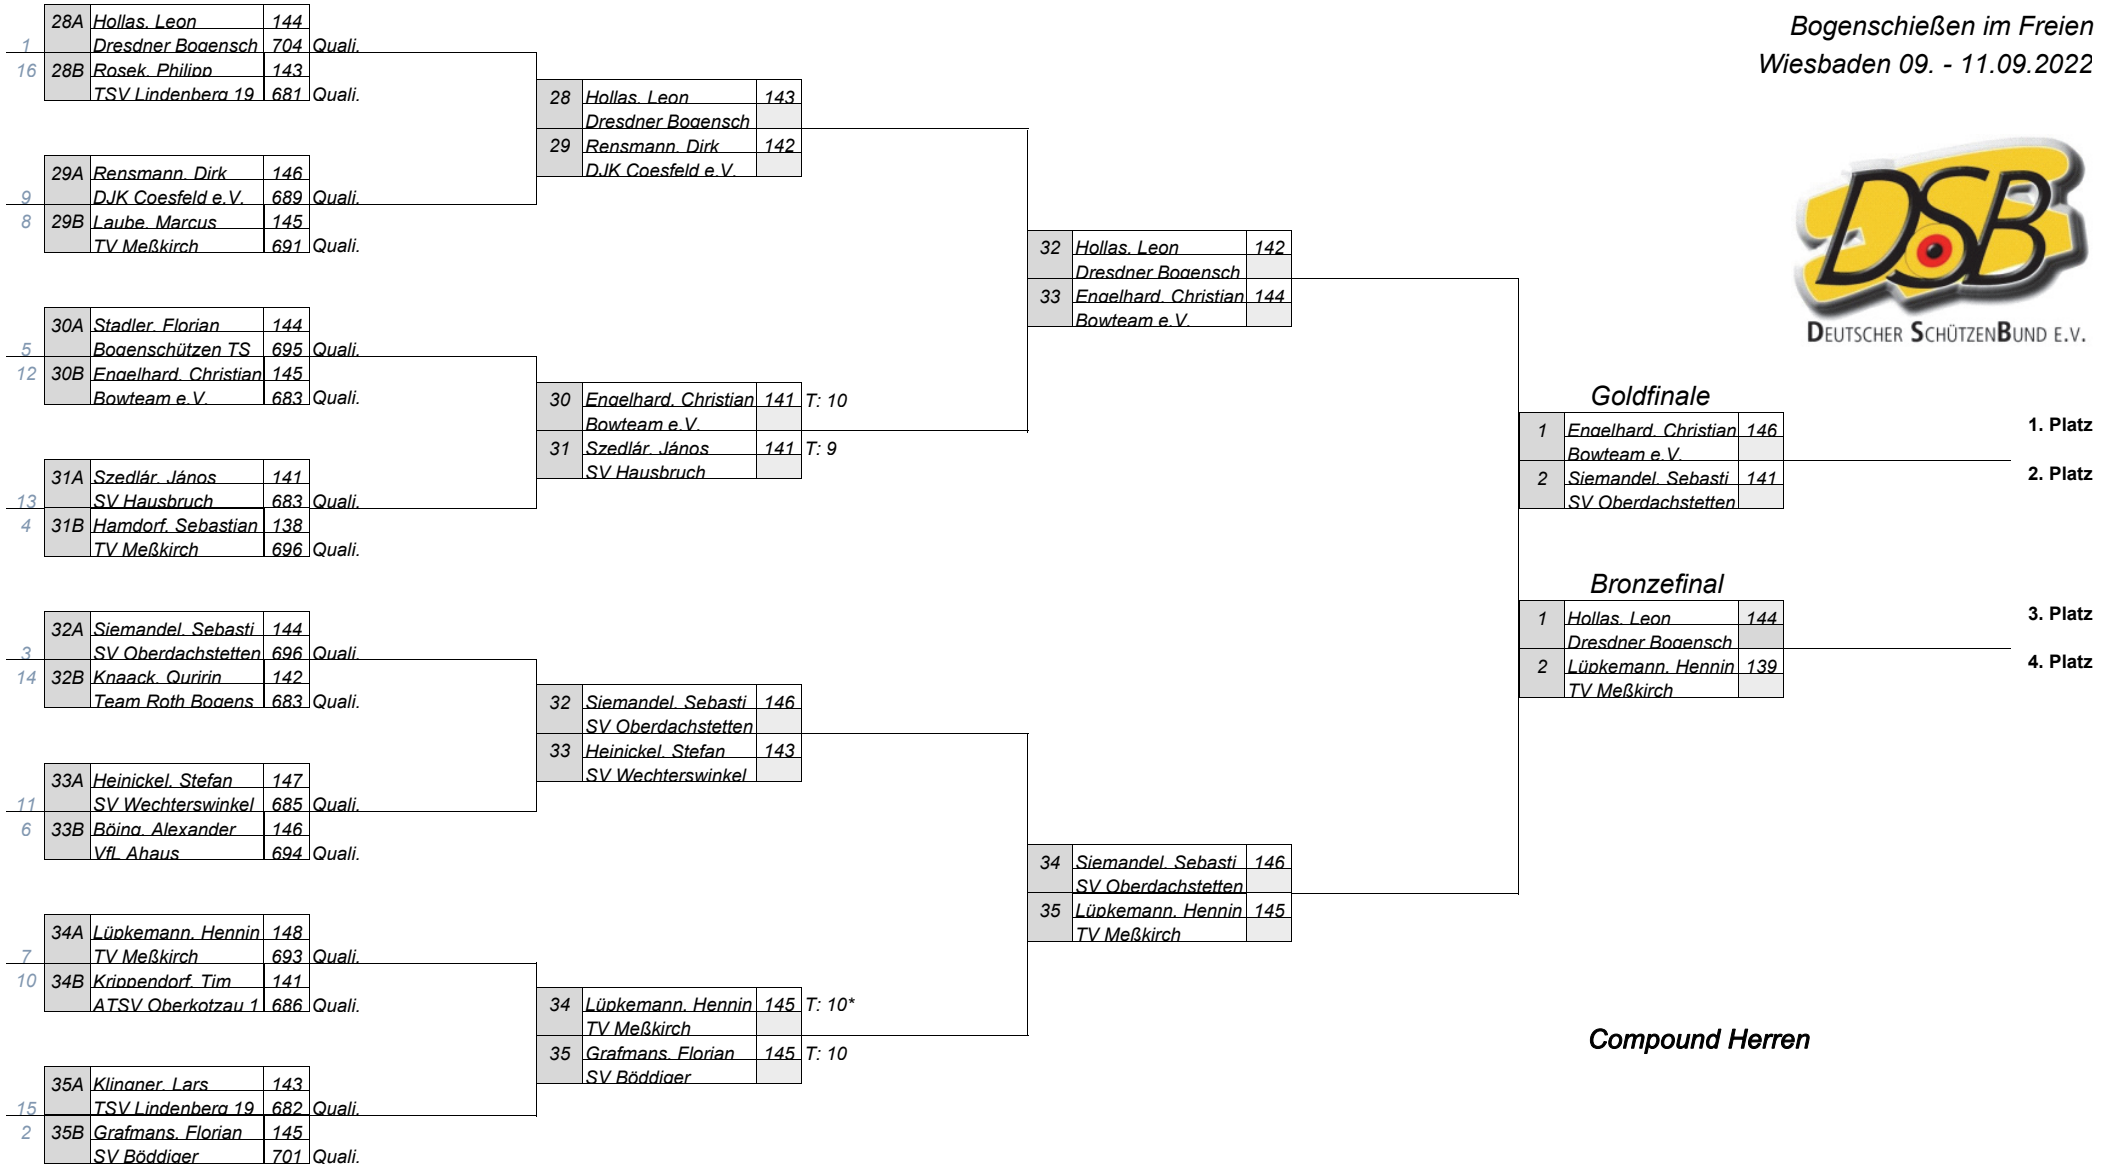 Bogenschießen im Freien
Wiesbaden 09. - 11.09.2022
DSB
DEUTSCHER SCHÜTZENBUND E.V.
28A Hollas, Leon 144
1 Dresdner Bogensch 704 Quali.
16 28B Rosek, Philipp 143
TSV Lindenberg 19 681 Quali.
29A Rensmann, Dirk 146
9 DJK Coesfeld e.V. 689 Quali.
8 29B Laube, Marcus 145
TV Meßkirch 691 Quali.
30A Stadler, Florian 144
5 Bogenschützen TS 695 Quali.
12 30B Engelhard, Christian 145
Bowteam e.V. 683 Quali.
31A Szedlár, János 141
13 SV Hausbruch 683 Quali.
4 31B Hamdorf, Sebastian 138
TV Meßkirch 696 Quali.
32A Siemandel, Sebasti 144
3 SV Oberdachstetten 696 Quali.
14 32B Knaack, Quririn 142
Team Roth Bogens 683 Quali.
33A Heinickel, Stefan 147
11 SV Wechterswinkel 685 Quali.
6 33B Böing, Alexander 146
VfL Ahaus 694 Quali.
34A Lüpkemann, Hennin 148
7 TV Meßkirch 693 Quali.
10 34B Krippendorf, Tim 141
ATSV Oberkotzau 1 686 Quali.
35A Klingner, Lars 143
15 TSV Lindenberg 19 682 Quali.
2 35B Grafmans, Florian 145
SV Böddiger 701 Quali.
28 Hollas, Leon 143
Dresdner Bogensch
29 Rensmann, Dirk 142
DJK Coesfeld e.V.
30 Engelhard, Christian 141 T: 10
Bowteam e.V.
31 Szedlár, János 141 T: 9
SV Hausbruch
32 Siemandel, Sebasti 146
SV Oberdachstetten
33 Heinickel, Stefan 143
SV Wechterswinkel
34 Lüpkemann, Hennin 145 T: 10*
TV Meßkirch
35 Grafmans, Florian 145 T: 10
SV Böddiger
32 Hollas, Leon 142
Dresdner Bogensch
33 Engelhard, Christian 144
Bowteam e.V.
34 Siemandel, Sebasti 146
SV Oberdachstetten
35 Lüpkemann, Hennin 145
TV Meßkirch
Goldfinale
1 Engelhard, Christian 146 1. Platz
Bowteam e.V.
2 Siemandel, Sebasti 141 2. Platz
SV Oberdachstetten
Bronzefinal
1 Hollas, Leon 144 3. Platz
Dresdner Bogensch
2 Lüpkemann, Hennin 139 4. Platz
TV Meßkirch
Compound Herren